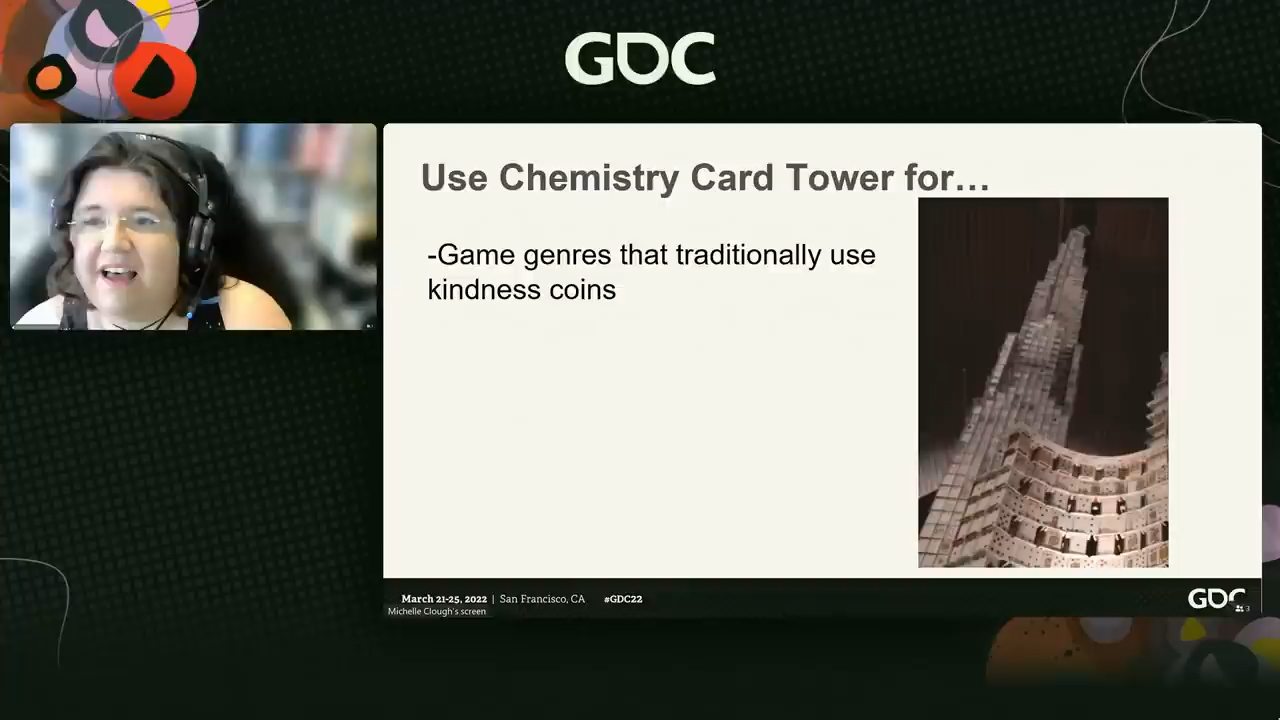 GDC
Use Chemistry Card Tower for…
-Game genres that traditionally use
kindness coins
March 21-25, 2022 | San Francisco, CA #GDC22
GDC
Michelle Clough's screen
3